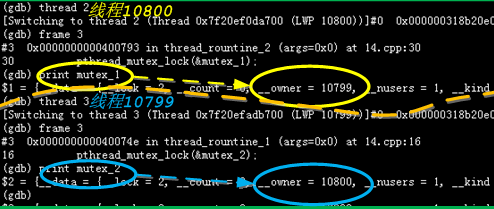 (gdb) thread 2 线程10800
[Switching to thread 2 (Thread 0x7f20ef0da700 (LWP 10800))]#0 0x000000318b20e
(gdb) frame 3
#3 0x0000000000400793 in thread_rountine_2 (args=0x0) at 14.cpp:30
30 pthread_mutex_lock(&mutex_1);
(gdb) print mutex_1
$1 = {__data = {__lock = 2, __count = 0, __owner = 10799, __nusers = 1, __kind
(gdb) thread 3 线程10799
[Switching to thread 3 (Thread 0x7f20efadb700 (LWP 10799))]#0 0x000000318b20e0
(gdb) frame 3
#3 0x000000000040074e in thread_rountine_1 (args=0x0) at 14.cpp:16
16 pthread_mutex_lock(&mutex_2);
(gdb) print mutex_2
$2 = {__data = {__lock = 2, __count = 0, __owner = 10800, __nusers = 1, __kind
(gdb)